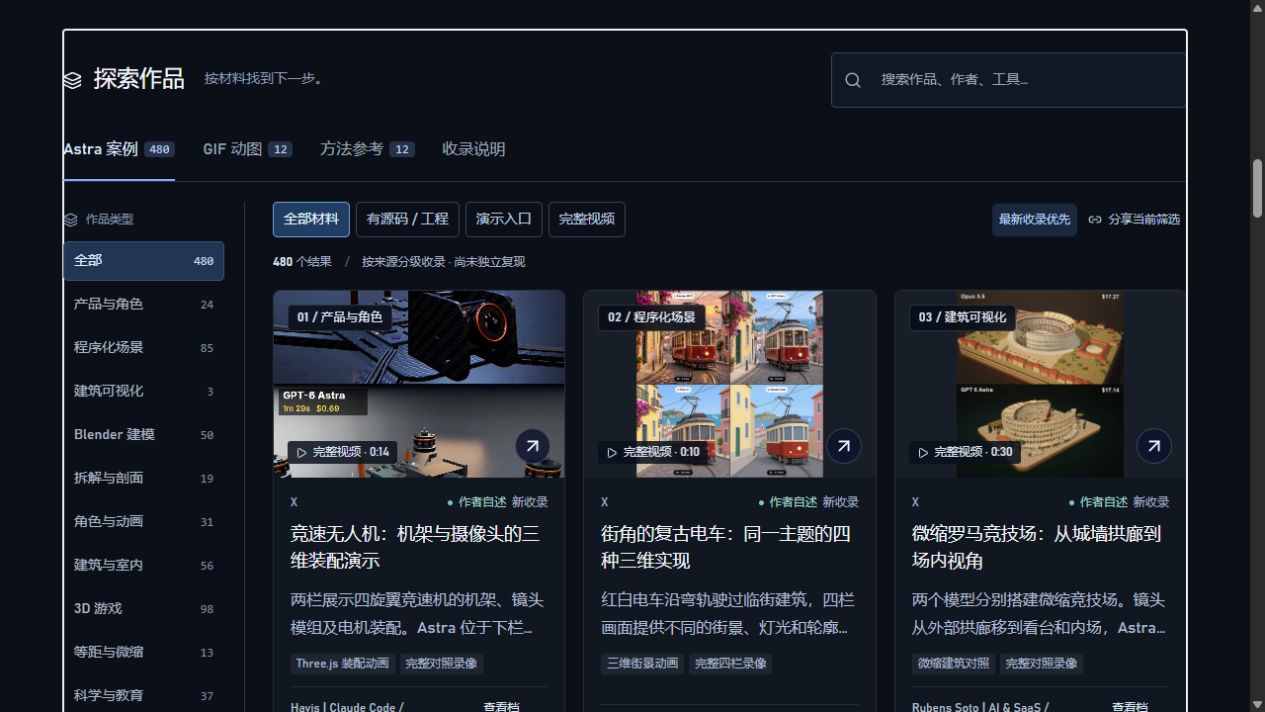 探索作品
按材料找到下一步。
搜索作品、作者、工具…
Astra 案例 480
GIF 动图 12
方法参考 12
收录说明
作品类型
全部 480
产品与角色 24
程序化场景 85
建筑可视化 3
Blender 建模 50
拆解与剖面 19
角色与动画 31
建筑与室内 56
3D 游戏 98
等距与微缩 13
科学与教育 37
全部材料
有源码 / 工程
演示入口
完整视频
最新收录优先
分享当前筛选
480 个结果 / 按来源分级收录 · 尚未独立复现
01 / 产品与角色
GPT-6 Astra
1m 29s $0.69
完整视频 · 0:14
X
作者自述 新收录
竞速无人机：机架与摄像头的三
维装配演示
两栏展示四旋翼竞速机的机架、镜头
模组及电机装配。Astra 位于下栏…
Three.js 装配动画
完整对照录像
Havis | Claude Code /
查看档
02 / 程序化场景
完整视频 · 0:10
X
作者自述 新收录
街角的复古电车：同一主题的四
种三维实现
红白电车沿弯轨驶过临街建筑，四栏
画面提供不同的街景、灯光和轮廓…
三维街景动画
完整四栏录像
Opus 5.5 $17.27
03 / 建筑可视化
GPT 6 Astra $17.14
完整视频 · 0:30
X
作者自述 新收录
微缩罗马竞技场：从城墙拱廊到
场内视角
两个模型分别搭建微缩竞技场。镜头
从外部拱廊移到看台和内场，Astra…
微缩建筑对照
完整对照录像
Rubens Soto | AI & SaaS /
查看档